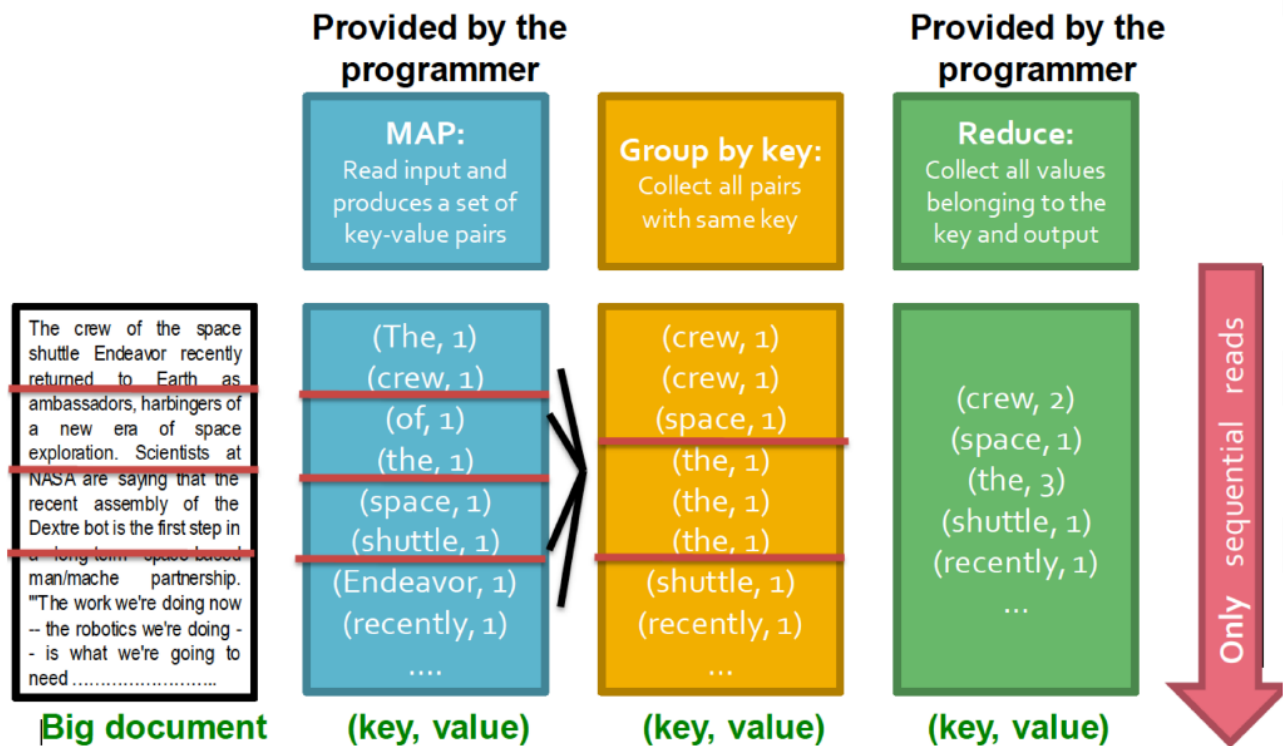 Provided by the
programmer
Provided by the
programmer
MAP:
Read input and
produces a set of
key-value pairs
Group by key:
Collect all pairs
with same key
Reduce:
Collect all values
belonging to the
key and output
The crew of the space
shuttle Endeavor recently
returned to Earth as
ambassadors, harbingers of
a new era of space
exploration. Scientists at
NASA are saying that the
recent assembly of the
Dextre bot is the first step in
a long-term space-based
man/mache partnership.
'"The work we're doing now
-- the robotics we're doing -
- is what we're going to
need ……………………..
Big document
(The, 1)
(crew, 1)
(of, 1)
(the, 1)
(space, 1)
(shuttle, 1)
(Endeavor, 1)
(recently, 1)
....
(key, value)
(crew, 1)
(crew, 1)
(space, 1)
(the, 1)
(the, 1)
(the, 1)
(shuttle, 1)
(recently, 1)
...
(key, value)
(crew, 2)
(space, 1)
(the, 3)
(shuttle, 1)
(recently, 1)
...
(key, value)
Only sequential reads